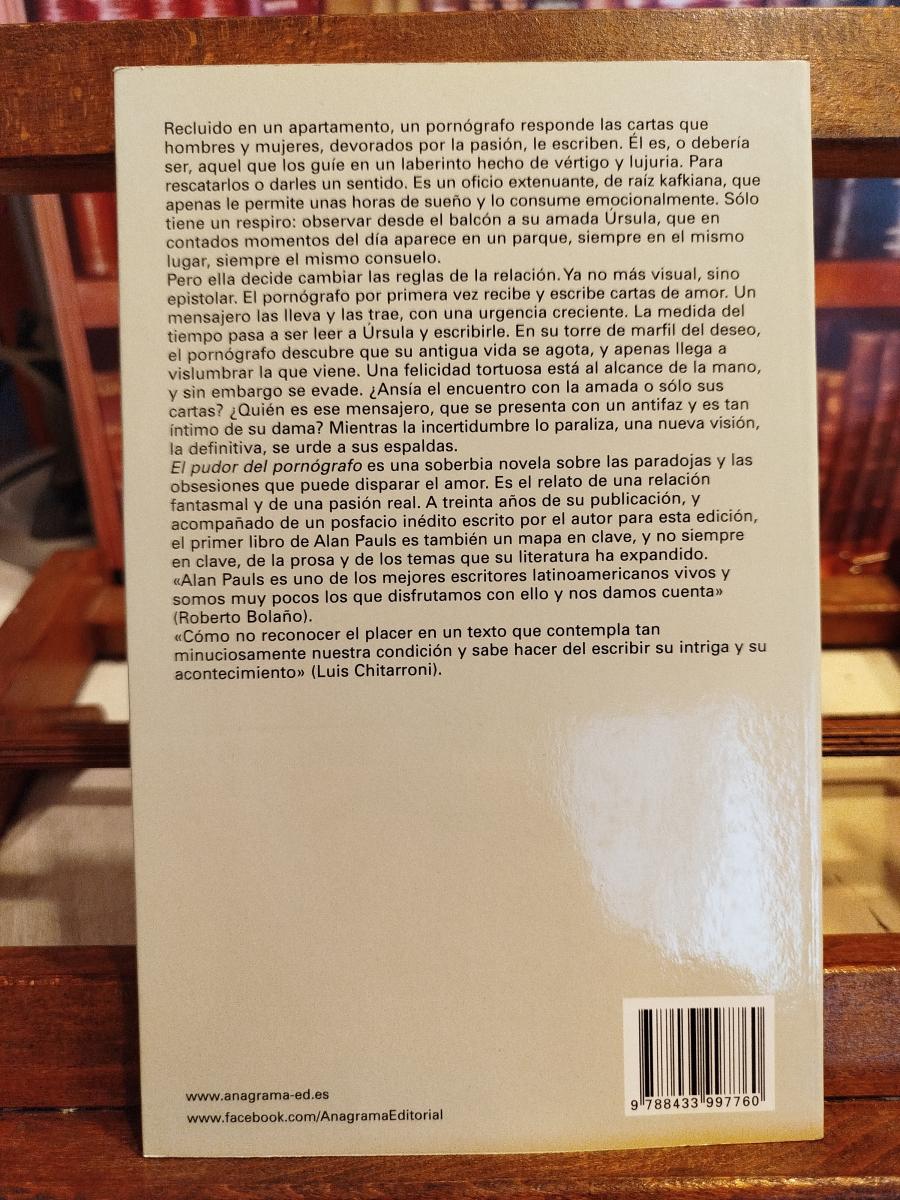 Recluido en un apartamento, un pornógrafo responde las cartas que
hombres y mujeres, devorados por la pasión, le escriben. Él es, o debería
ser, aquel que los guíe en un laberinto hecho de vértigo y lujuria. Para
rescatarlos o darles un sentido. Es un oficio extenuante, de raíz kafkiana, que
apenas le permite unas horas de sueño y lo consume emocionalmente. Sólo
tiene un respiro: observar desde el balcón a su amada Úrsula, que en
contados momentos del día aparece en un parque, siempre en el mismo
lugar, siempre el mismo consuelo.
Pero ella decide cambiar las reglas de la relación. Ya no más visual, sino
epistolar. El pornógrafo por primera vez recibe y escribe cartas de amor. Un
mensajero las lleva y las trae, con una urgencia creciente. La medida del
tiempo pasa a ser leer a Úrsula y escribirle. En su torre de marfil del deseo,
el pornógrafo descubre que su antigua vida se agota, y apenas llega a
vislumbrar la que viene. Una felicidad tortuosa está al alcance de la mano,
y sin embargo se evade. ¿Ansía el encuentro con la amada o sólo sus
cartas? ¿Quién es ese mensajero, que se presenta con un antifaz y es tan
íntimo de su dama? Mientras la incertidumbre lo paraliza, una nueva visión,
la definitiva, se urde a sus espaldas.
El pudor del pornógrafo es una soberbia novela sobre las paradojas y las
obsesiones que puede disparar el amor. Es el relato de una relación
fantasmal y de una pasión real. A treinta años de su publicación, y
acompañado de un posfacio inédito escrito por el autor para esta edición,
el primer libro de Alan Pauls es también un mapa en clave, y no siempre
en clave, de la prosa y de los temas que su literatura ha expandido.
«Alan Pauls es uno de los mejores escritores latinoamericanos vivos y
somos muy pocos los que disfrutamos con ello y nos damos cuenta»
(Roberto Bolaño).
«Cómo no reconocer el placer en un texto que contempla tan
minuciosamente nuestra condición y sabe hacer del escribir su intriga y su
acontecimiento» (Luis Chitarroni).
www.anagrama-ed.es
www.facebook.com/AnagramaEditorial
9 788433 997760